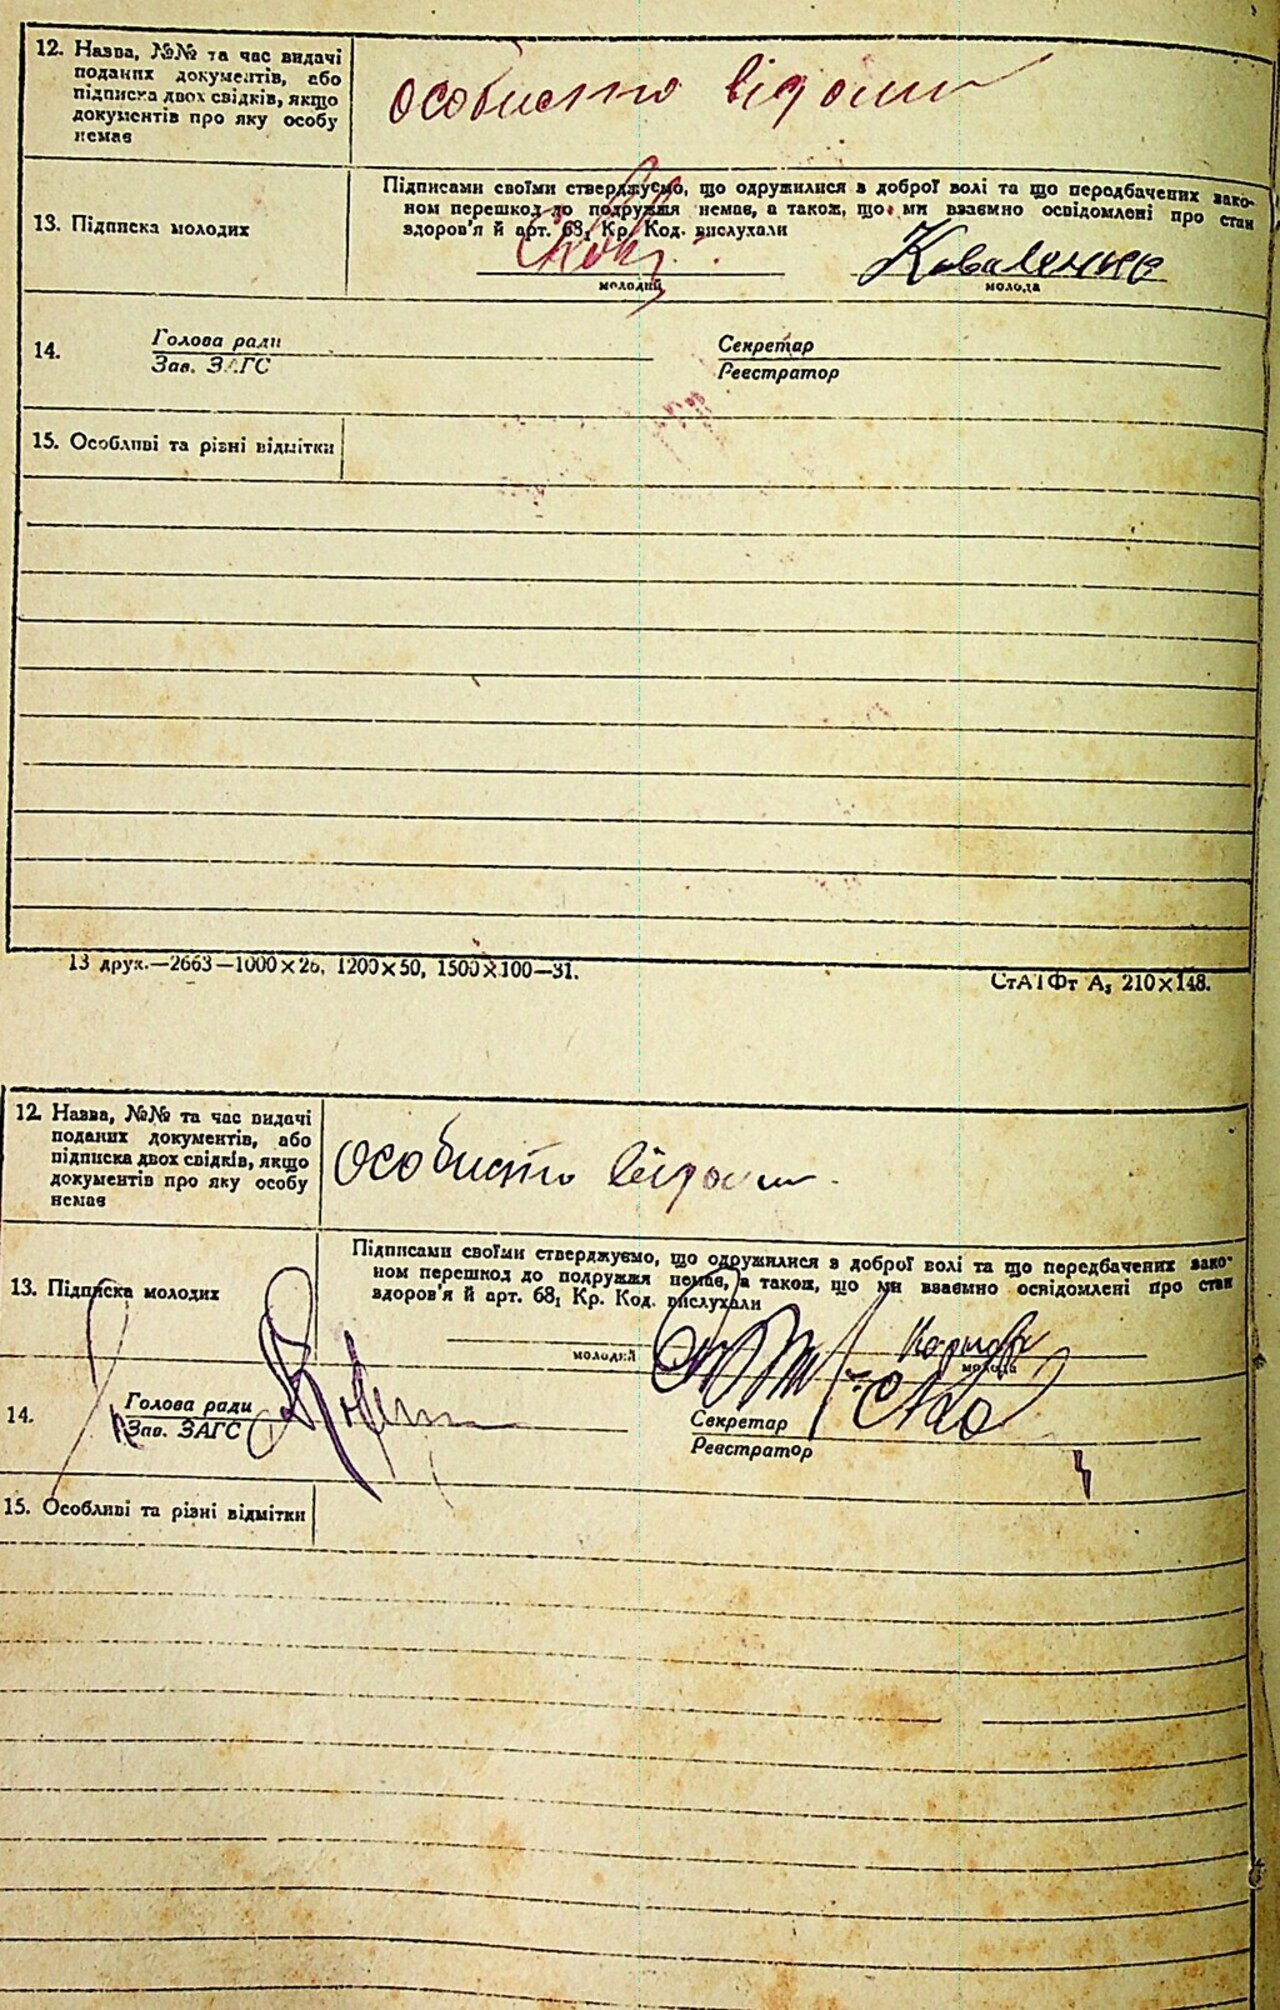 12. Назва, №№ та час видачі
поданих документів, або
підписка двох свідків, якщо
документів про яку особу
немає
особисто відоми
13. Підписка молодих
Підписами своїми стверджуємо, що одружилися з доброї волі та що передбачених зако-
ном перешкод до подружжя немає, а також, що ми взаємно освідомлені про стан
здоров'я й арт. 68₁ Кр. Код. вислухали
Коваленко
молодий
молода
14.
Голова ради
Зав. ЗАГС
Секретар
Реєстратор
15. Особливі та різні відмітки
13 друк.—2663—1000×26, 1200×50, 1500×100—31.
СтАТФт А₅ 210×148.
12. Назва, №№ та час видачі
поданих документів, або
підписка двох свідків, якщо
документів про яку особу
немає
особисто відоми
13. Підписка молодих
Підписами своїми стверджуємо, що одружилися з доброї волі та що передбачених зако-
ном перешкод до подружжя немає, а також, що ми взаємно освідомлені про стан
здоров'я й арт. 68₁ Кр. Код. вислухали
молодий
молода
14.
Голова ради
Зав. ЗАГС
Секретар
Реєстратор
15. Особливі та різні відмітки